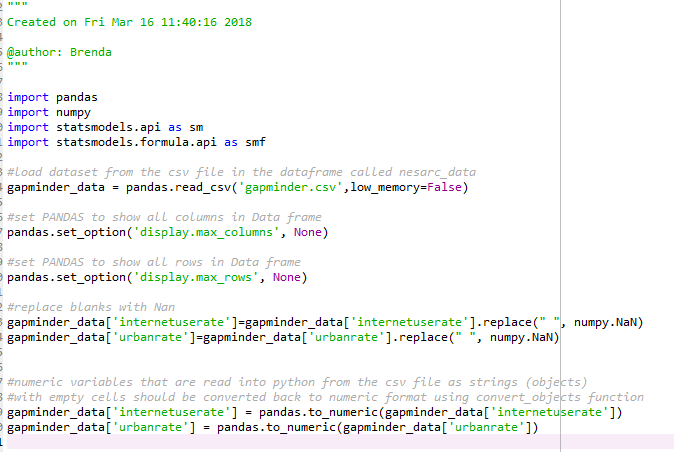 """
Created on Fri Mar 16 11:40:16 2018
@author: Brenda
"""
import pandas
import numpy
import statsmodels.api as sm
import statsmodels.formula.api as smf
#load dataset from the csv file in the dataframe called nesarc_data
gapminder_data = pandas.read_csv('gapminder.csv',low_memory=False)
#set PANDAS to show all columns in Data frame
pandas.set_option('display.max_columns', None)
#set PANDAS to show all rows in Data frame
pandas.set_option('display.max_rows', None)
#replace blanks with Nan
gapminder_data['internetuserate']=gapminder_data['internetuserate'].replace(" ", numpy.NaN)
gapminder_data['urbanrate']=gapminder_data['urbanrate'].replace(" ", numpy.NaN)
#numeric variables that are read into python from the csv file as strings (objects)
#with empty cells should be converted back to numeric format using convert_objects function
gapminder_data['internetuserate'] = pandas.to_numeric(gapminder_data['internetuserate'])
gapminder_data['urbanrate'] = pandas.to_numeric(gapminder_data['urbanrate'])